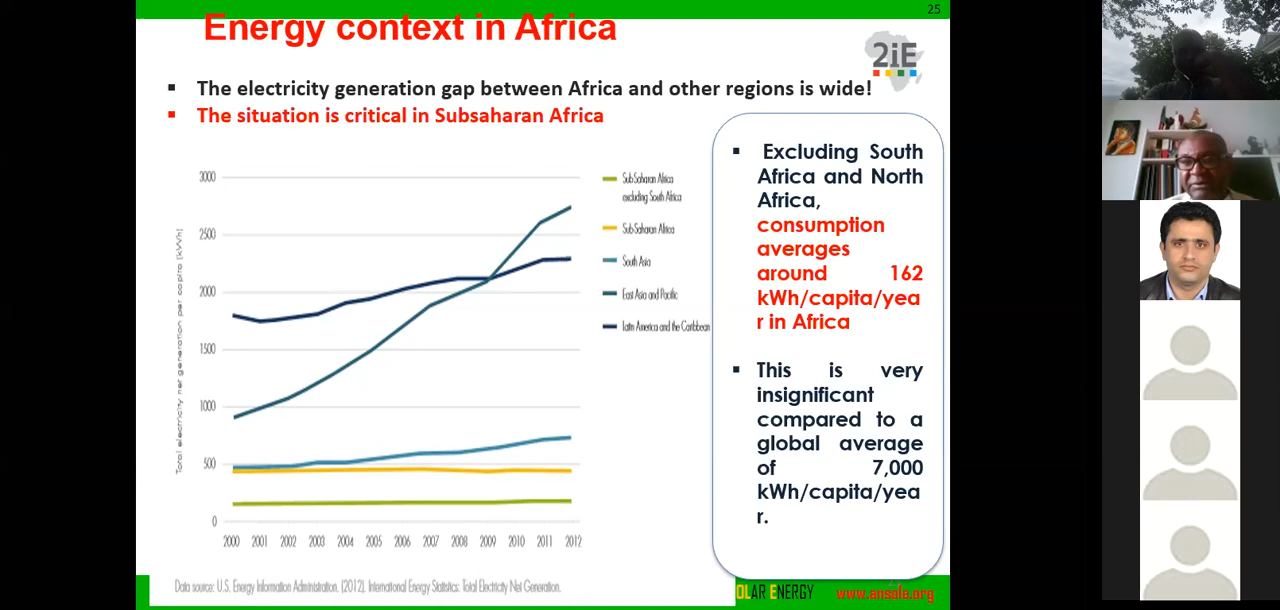 25
Energy context in Africa
2iE
▪ The electricity generation gap between Africa and other regions is wide!
▪ The situation is critical in Subsaharan Africa
Total electricity net generation per capita [kWh]
3000
2500
2000
1500
1000
500
0
2000 2001 2002 2003 2004 2005 2006 2007 2008 2009 2010 2011 2012
Sub-Saharan Africa
excluding South Africa
Sub-Saharan Africa
South Asia
East Asia and Pacific
Latin America and the Caribbean
▪ Excluding South
Africa and North
Africa,
consumption
averages
around 162
kWh/capita/yea
r in Africa
▪ This is very
insignificant
compared to a
global average
of 7,000
kWh/capita/yea
r.
Data source: U.S. Energy Information Administration. (2012). International Energy Statistics: Total Electricity Net Generation.
OLAR ENERGY
www.ansole.org